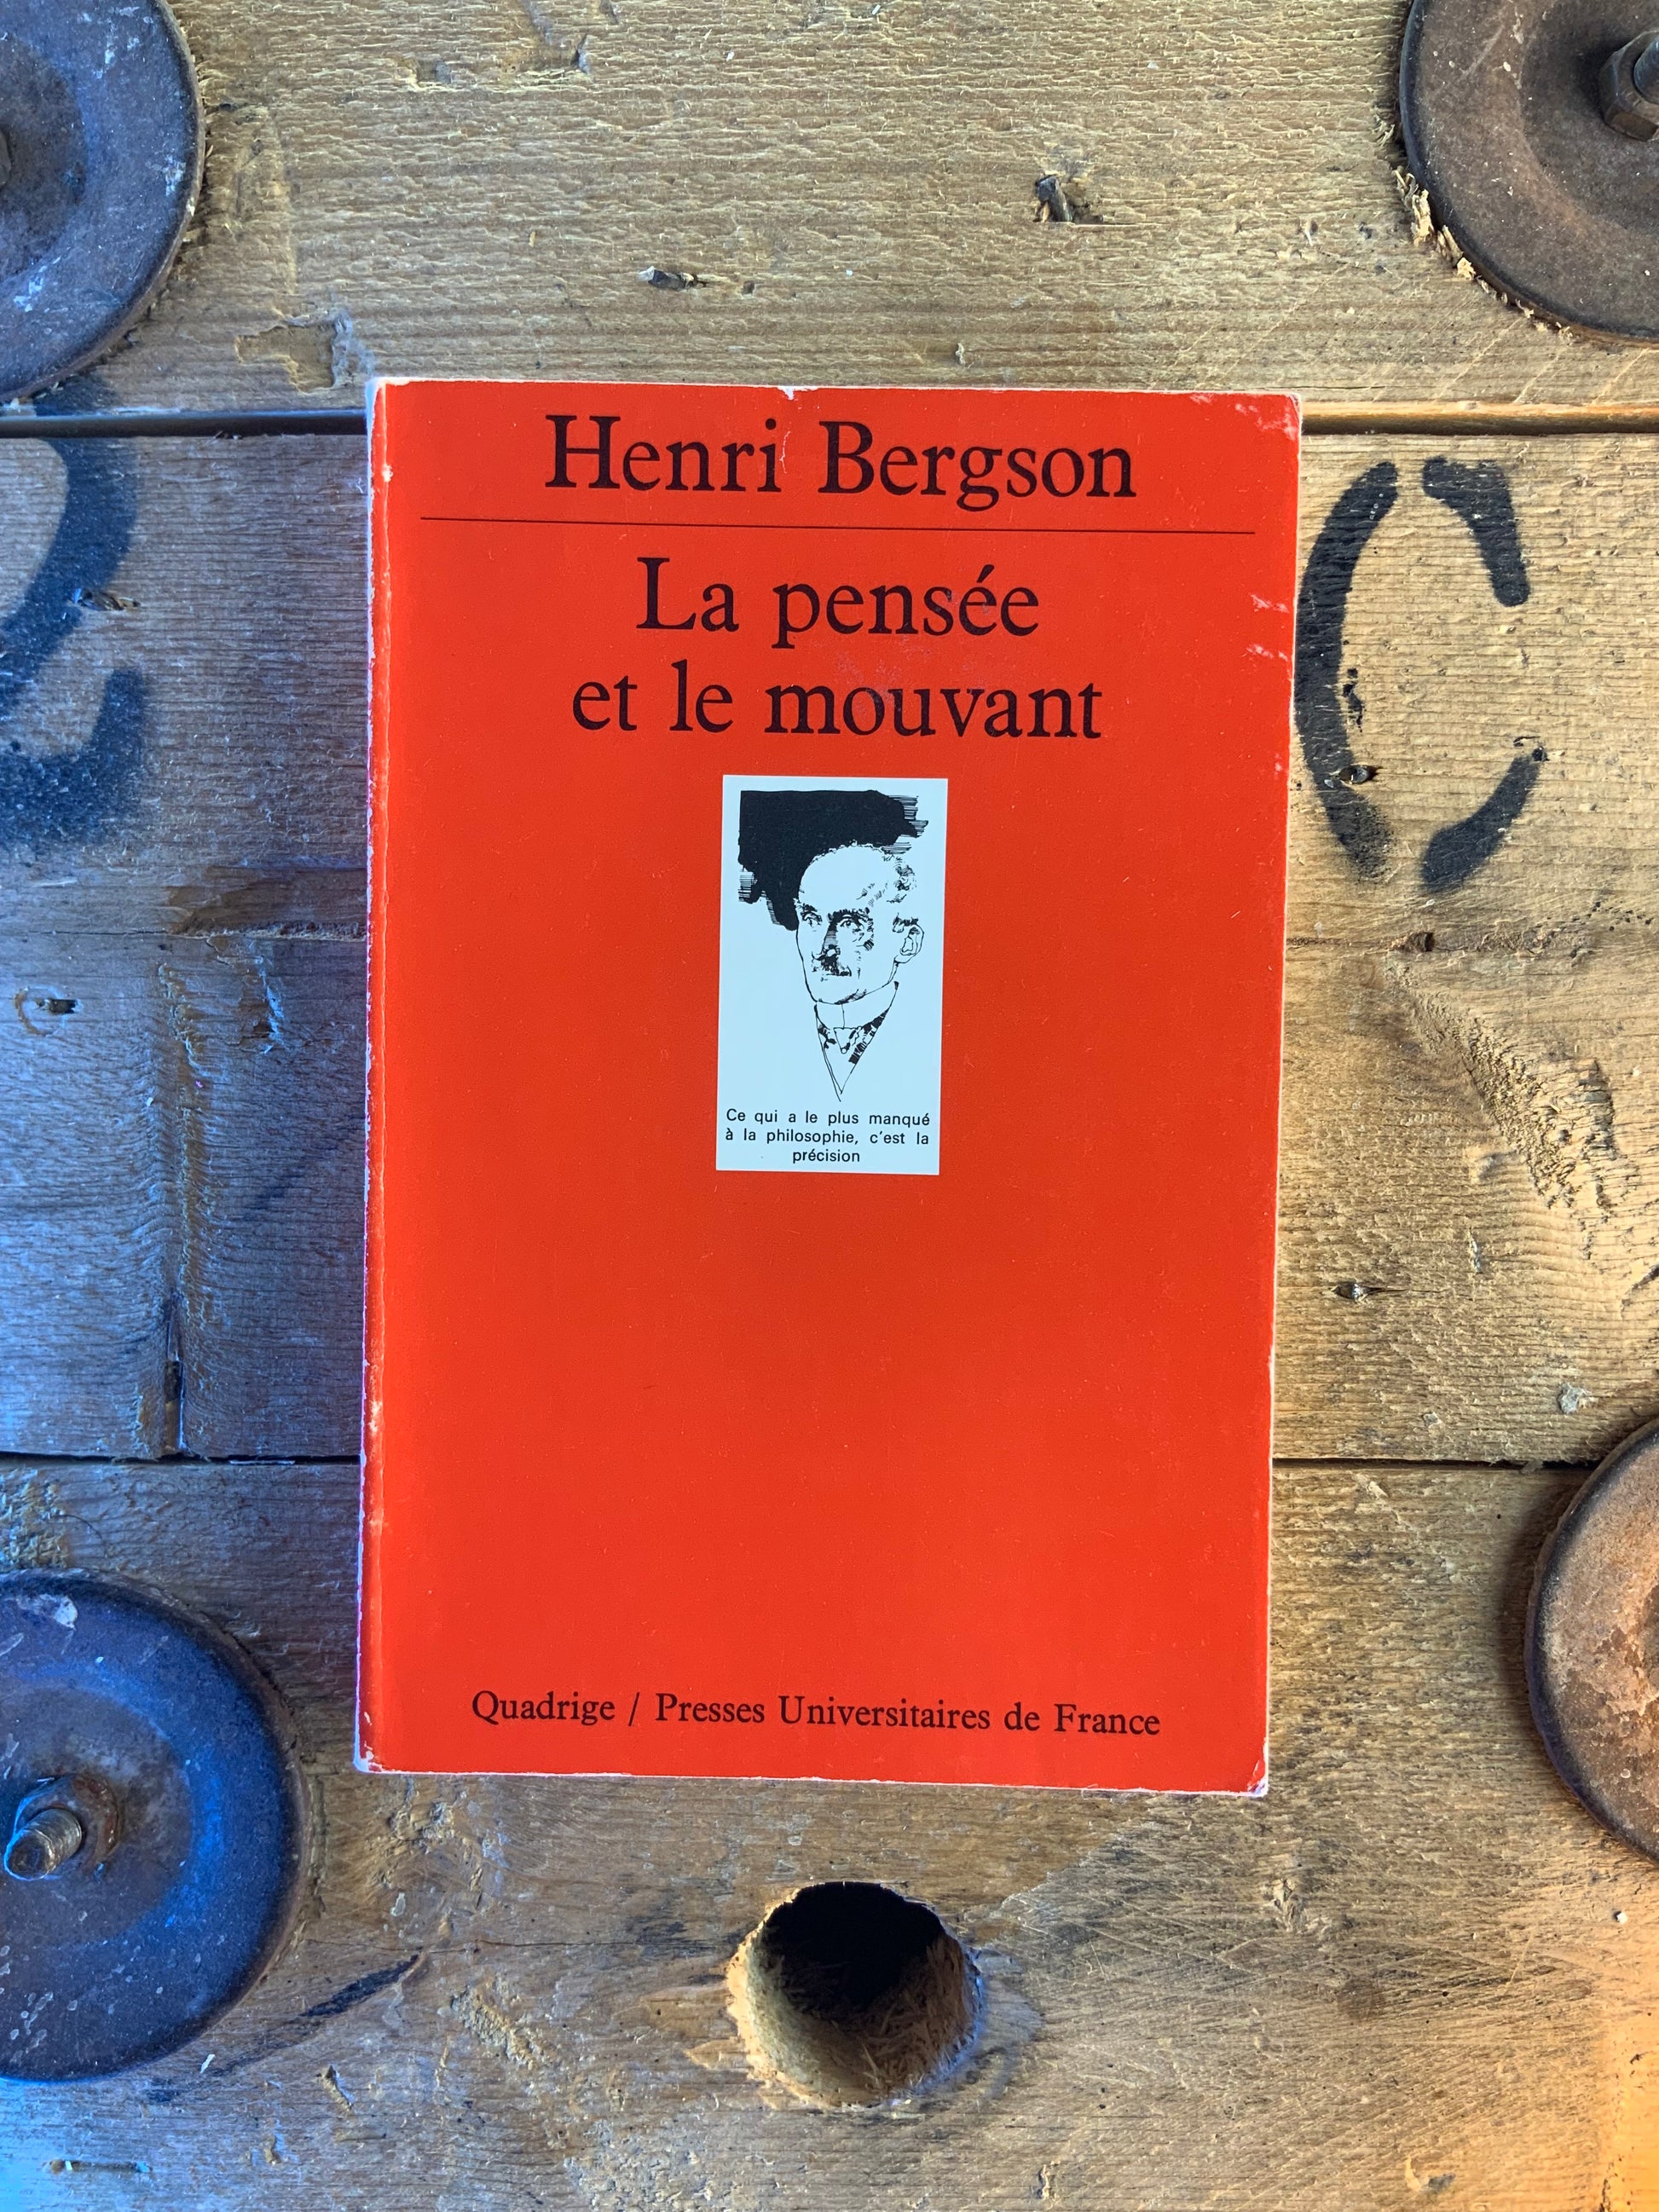 Henri Bergson
La pensée
et le mouvant
Ce qui a le plus manqué
à la philosophie, c'est la
précision
Quadrige / Presses Universitaires de France
C